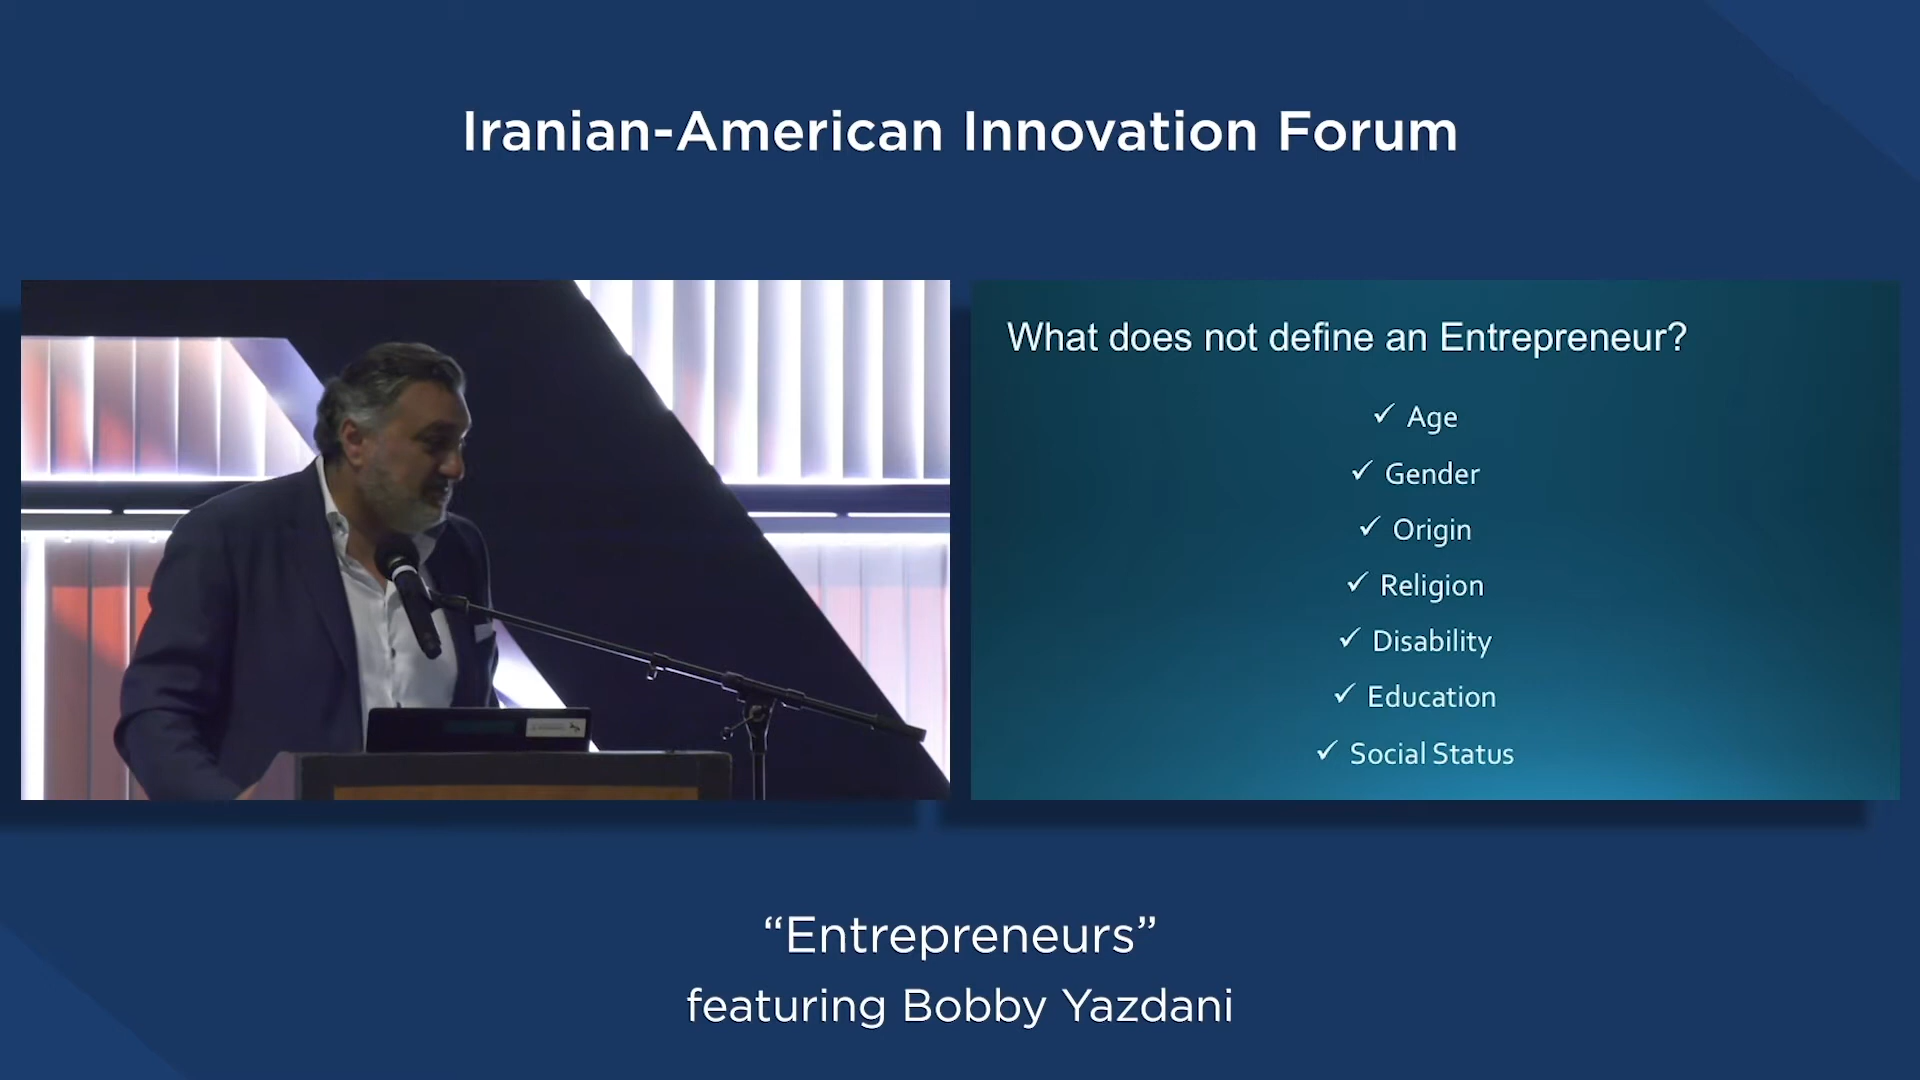 Iranian-American Innovation Forum
What does not define an Entrepreneur?
✓ Age
✓ Gender
✓ Origin
✓ Religion
✓ Disability
✓ Education
✓ Social Status
“Entrepreneurs”
featuring Bobby Yazdani